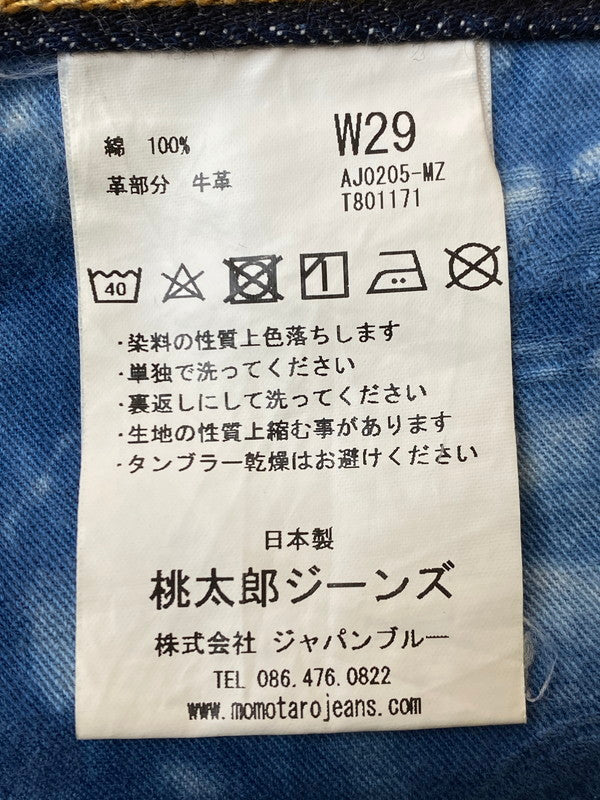 綿 100%
W29
革部分 牛革
AJ0205-MZ
T801171
40
・染料の性質上色落ちします
・単独で洗ってください
・裏返しにして洗ってください
・生地の性質上縮む事があります
・タンブラー乾燥はお避けください
日本製
桃太郎ジーンズ
株式会社 ジャパンブルー
TEL 086.476.0822
www.momotarojeans.com